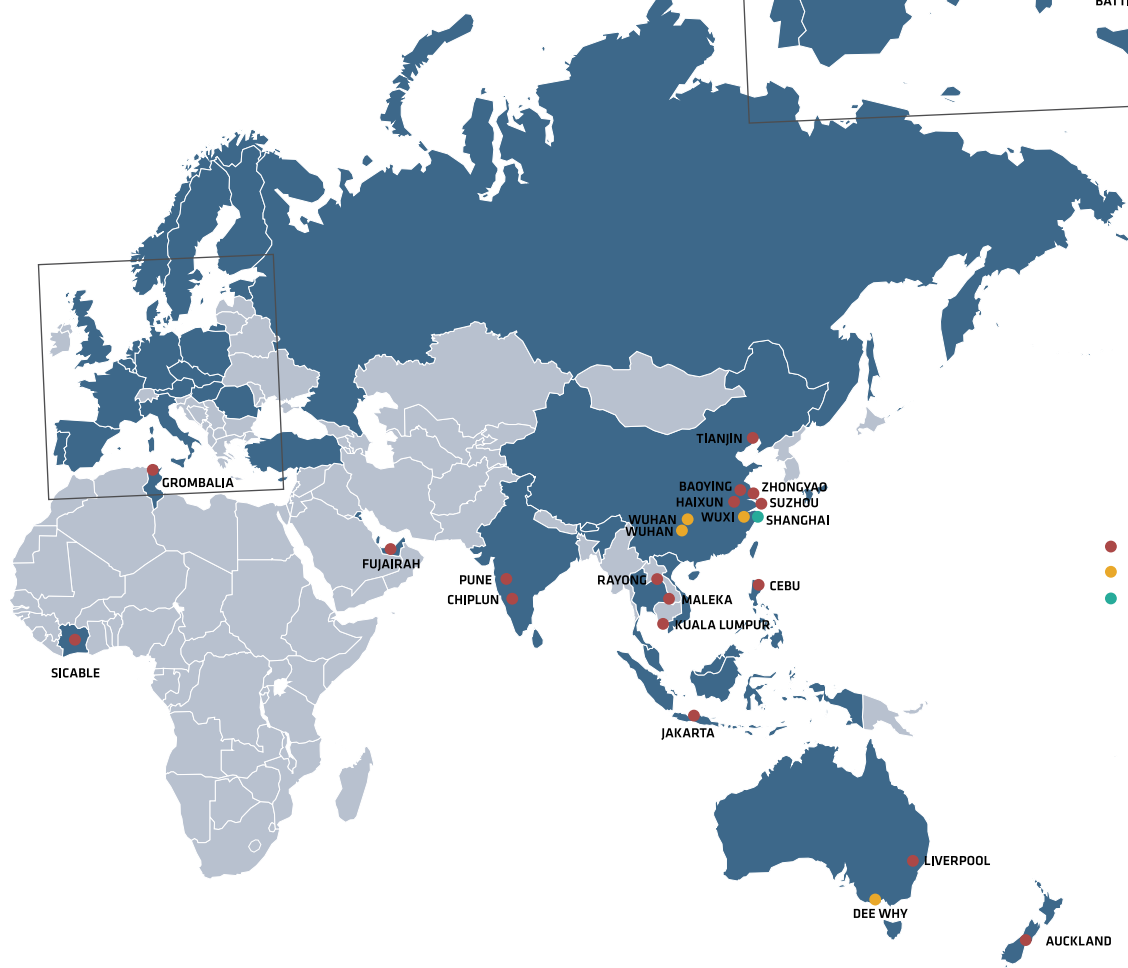 TIANJIN
GROMBALIA
BAOYING
ZHONGYAO
HAIXUN
SUZHOU
WUHAN
WUXI
SHANGHAI
WUHAN
FUJAIRAH
PUNE
RAYONG
CEBU
CHIPLUN
MALEKA
KUALA LUMPUR
SICABLE
JAKARTA
LIVERPOOL
DEE WHY
AUCKLAND